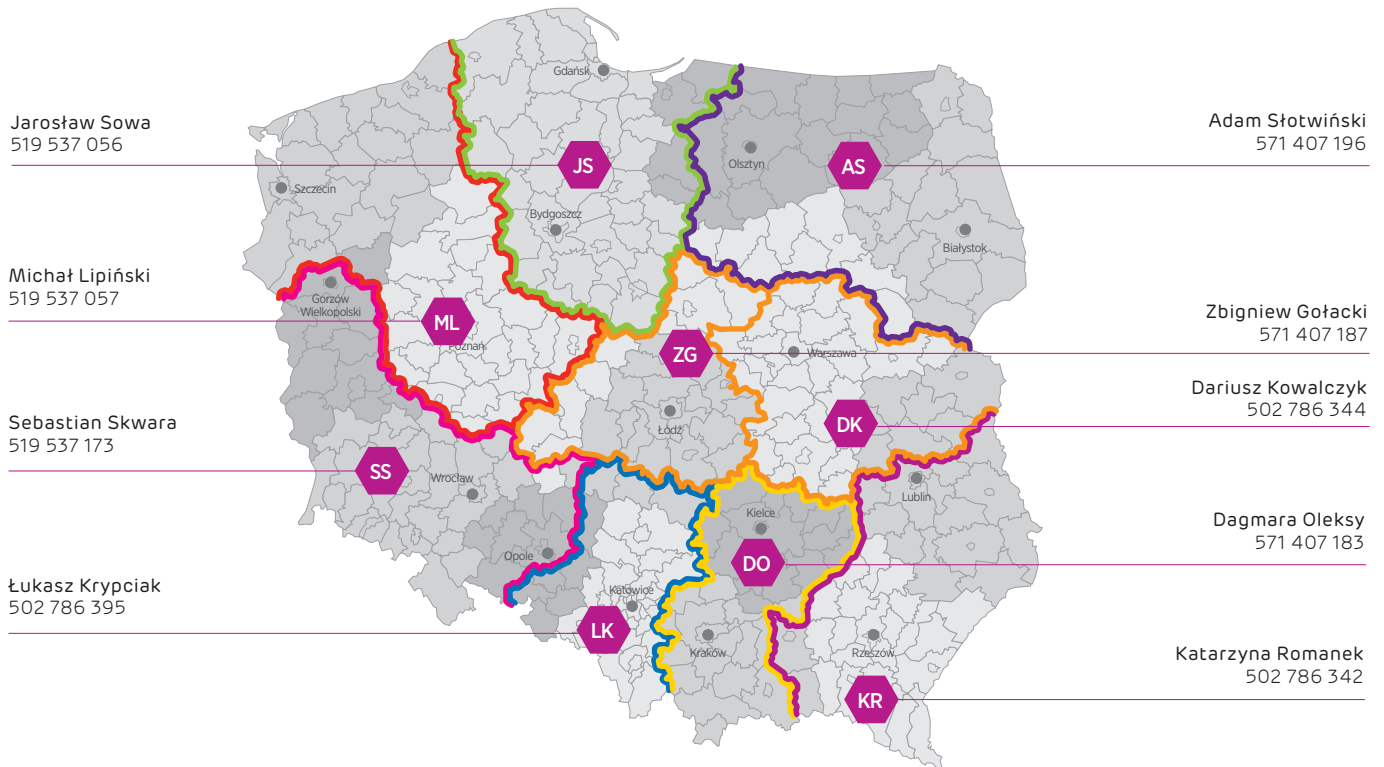 Jarosław Sowa
519 537 056
Michał Lipiński
519 537 057
Sebastian Skwara
519 537 173
Łukasz Krypciak
502 786 395
Gdańsk
JS
Olsztyn
AS
Szczecin
Bydgoszcz
Białystok
Gorzów
Wielkopolski
ML
Poznań
ZG
Warszawa
Łódź
DK
SS
Wrocław
Lublin
Kielce
Opole
DO
Katowice
LK
Kraków
Rzeszów
KR
Adam Słotwiński
571 407 196
Zbigniew Gołacki
571 407 187
Dariusz Kowalczyk
502 786 344
Dagmara Oleksy
571 407 183
Katarzyna Romanek
502 786 342